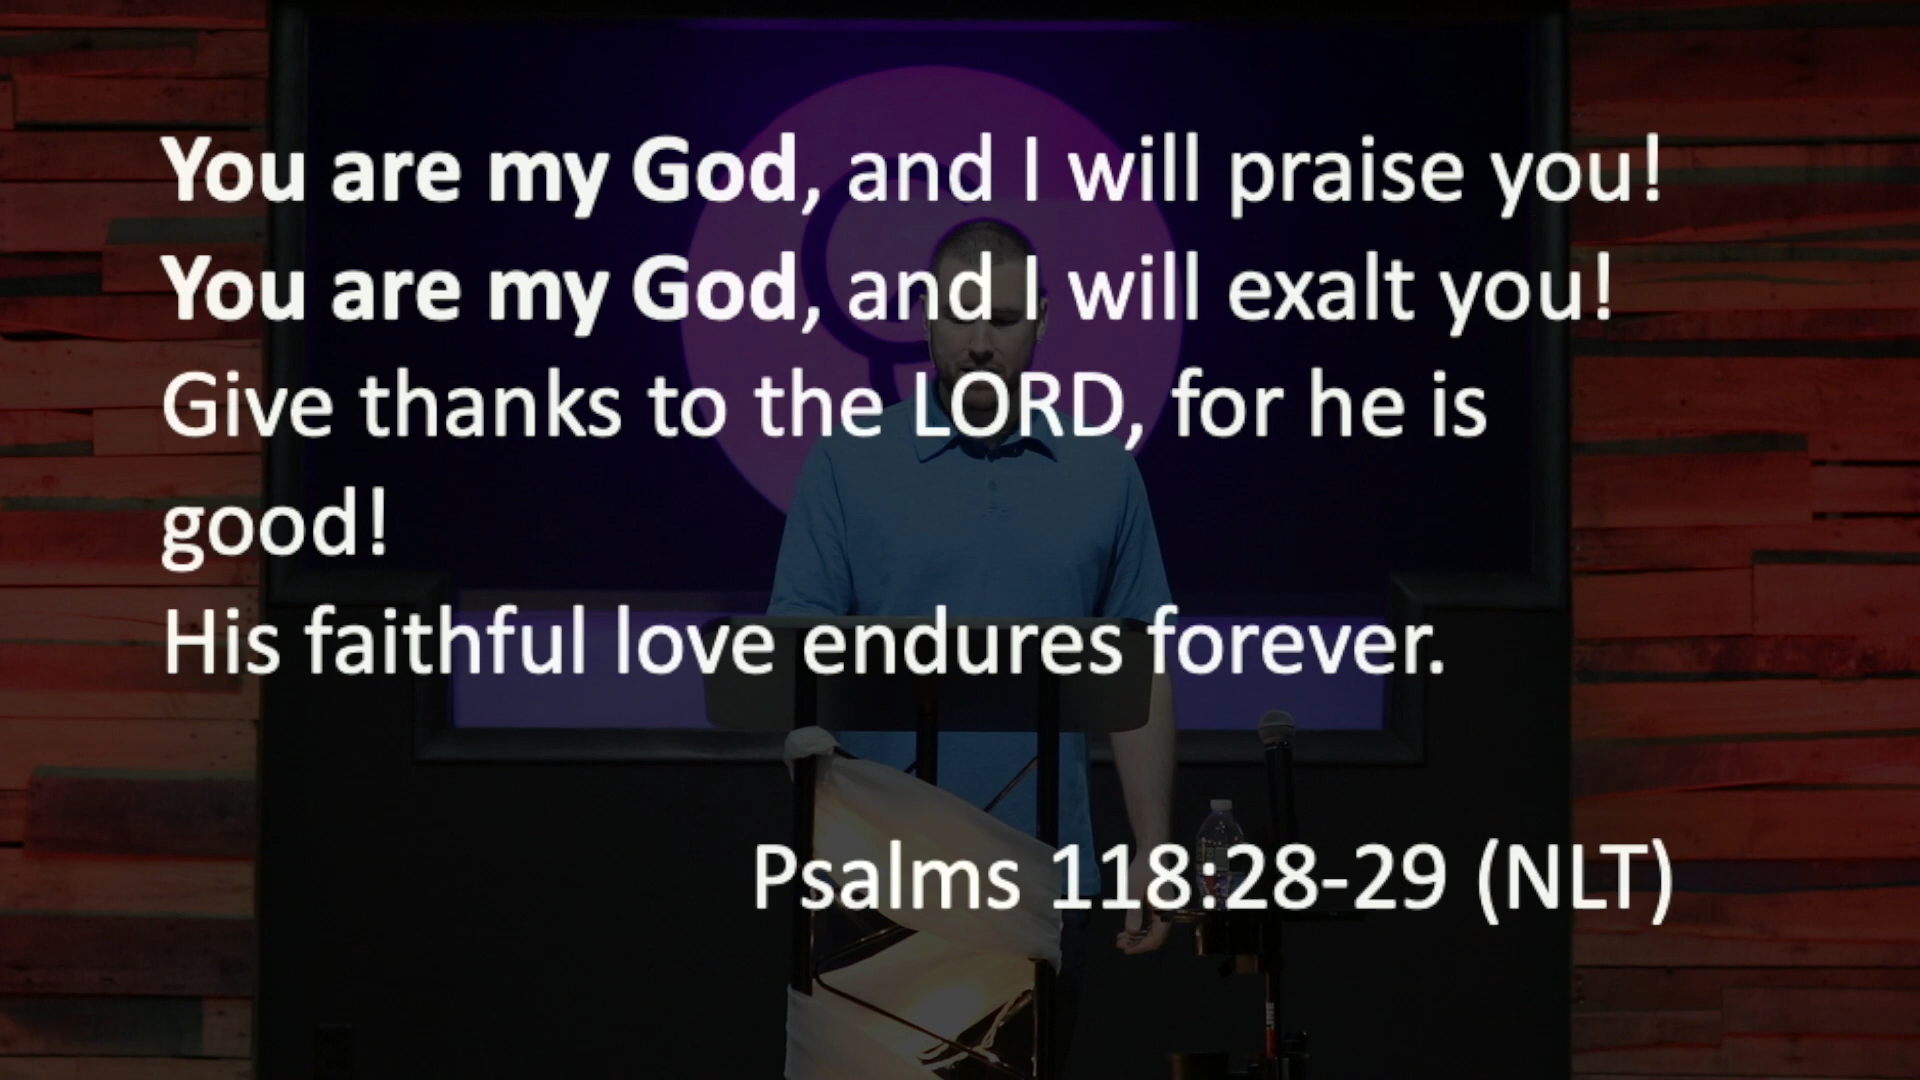 You are my God, and I will praise you!
You are my God, and I will exalt you!
Give thanks to the LORD, for he is
good!
His faithful love endures forever.
Psalms 118:28-29 (NLT)